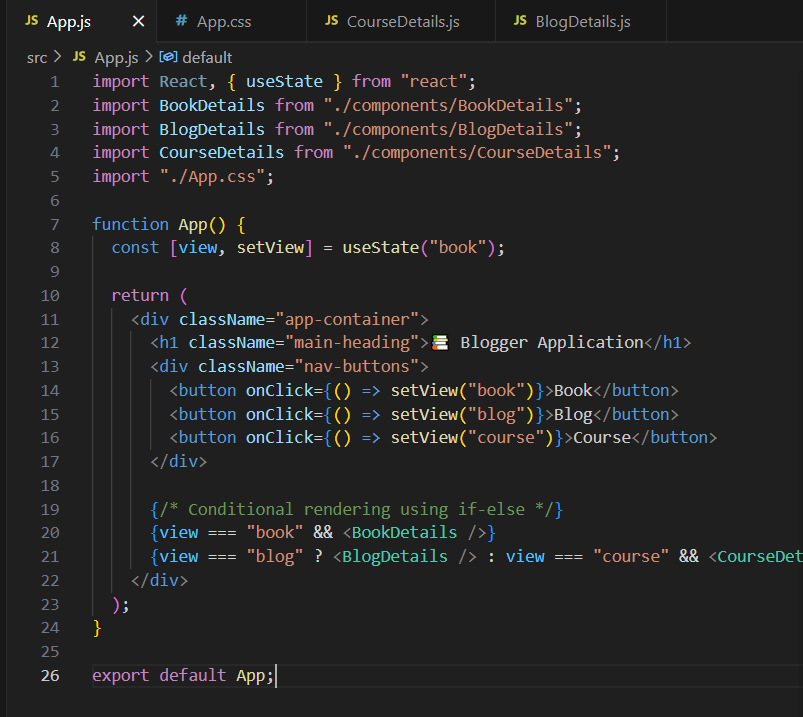 JS App.js × # App.css JS CourseDetails.js JS BlogDetails.js
src > JS App.js > default
1 import React, { useState } from "react";
2 import BookDetails from "./components/BookDetails";
3 import BlogDetails from "./components/BlogDetails";
4 import CourseDetails from "./components/CourseDetails";
5 import "./App.css";
6
7 function App() {
8   const [view, setView] = useState("book");
9
10   return (
11     <div className="app-container">
12       <h1 className="main-heading">📚 Blogger Application</h1>
13       <div className="nav-buttons">
14         <button onClick={() => setView("book")}>Book</button>
15         <button onClick={() => setView("blog")}>Blog</button>
16         <button onClick={() => setView("course")}>Course</button>
17       </div>
18
19       {/* Conditional rendering using if-else */}
20       {view === "book" && <BookDetails />}
21       {view === "blog" ? <BlogDetails /> : view === "course" && <CourseDet
22     </div>
23   );
24 }
25
26 export default App;